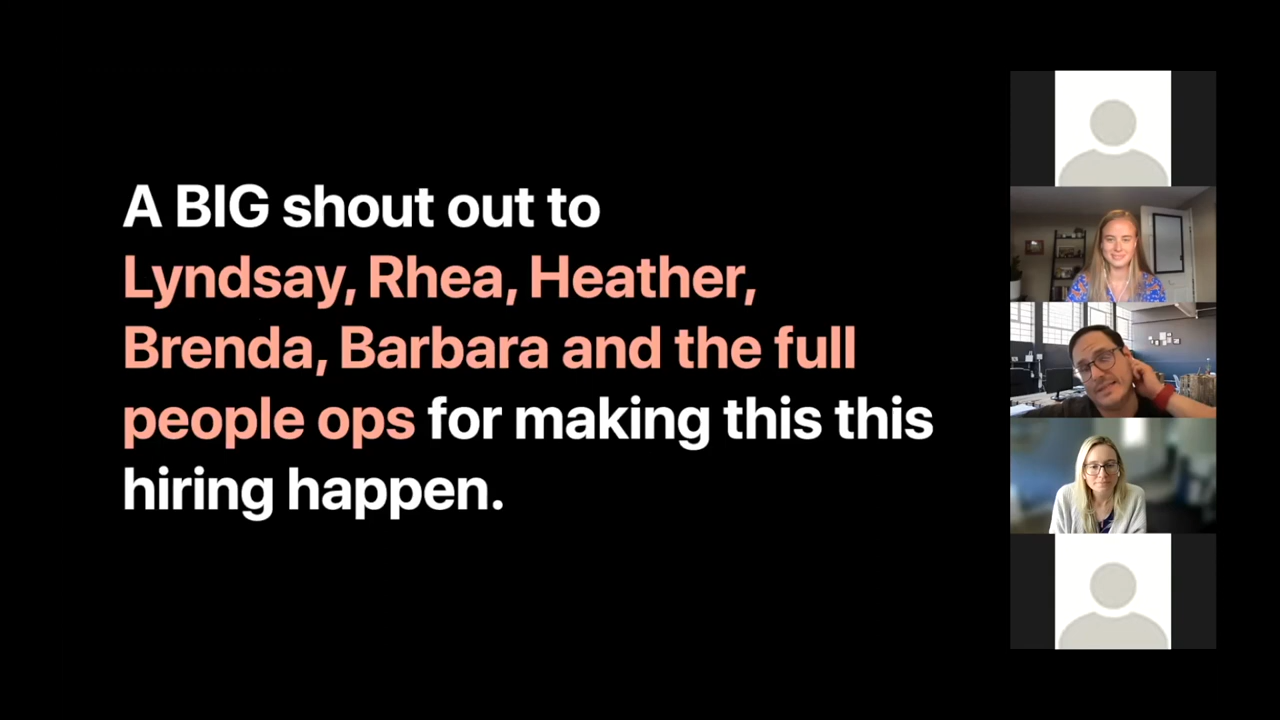 A BIG shout out to
Lyndsay, Rhea, Heather,
Brenda, Barbara and the full
people ops for making this this
hiring happen.